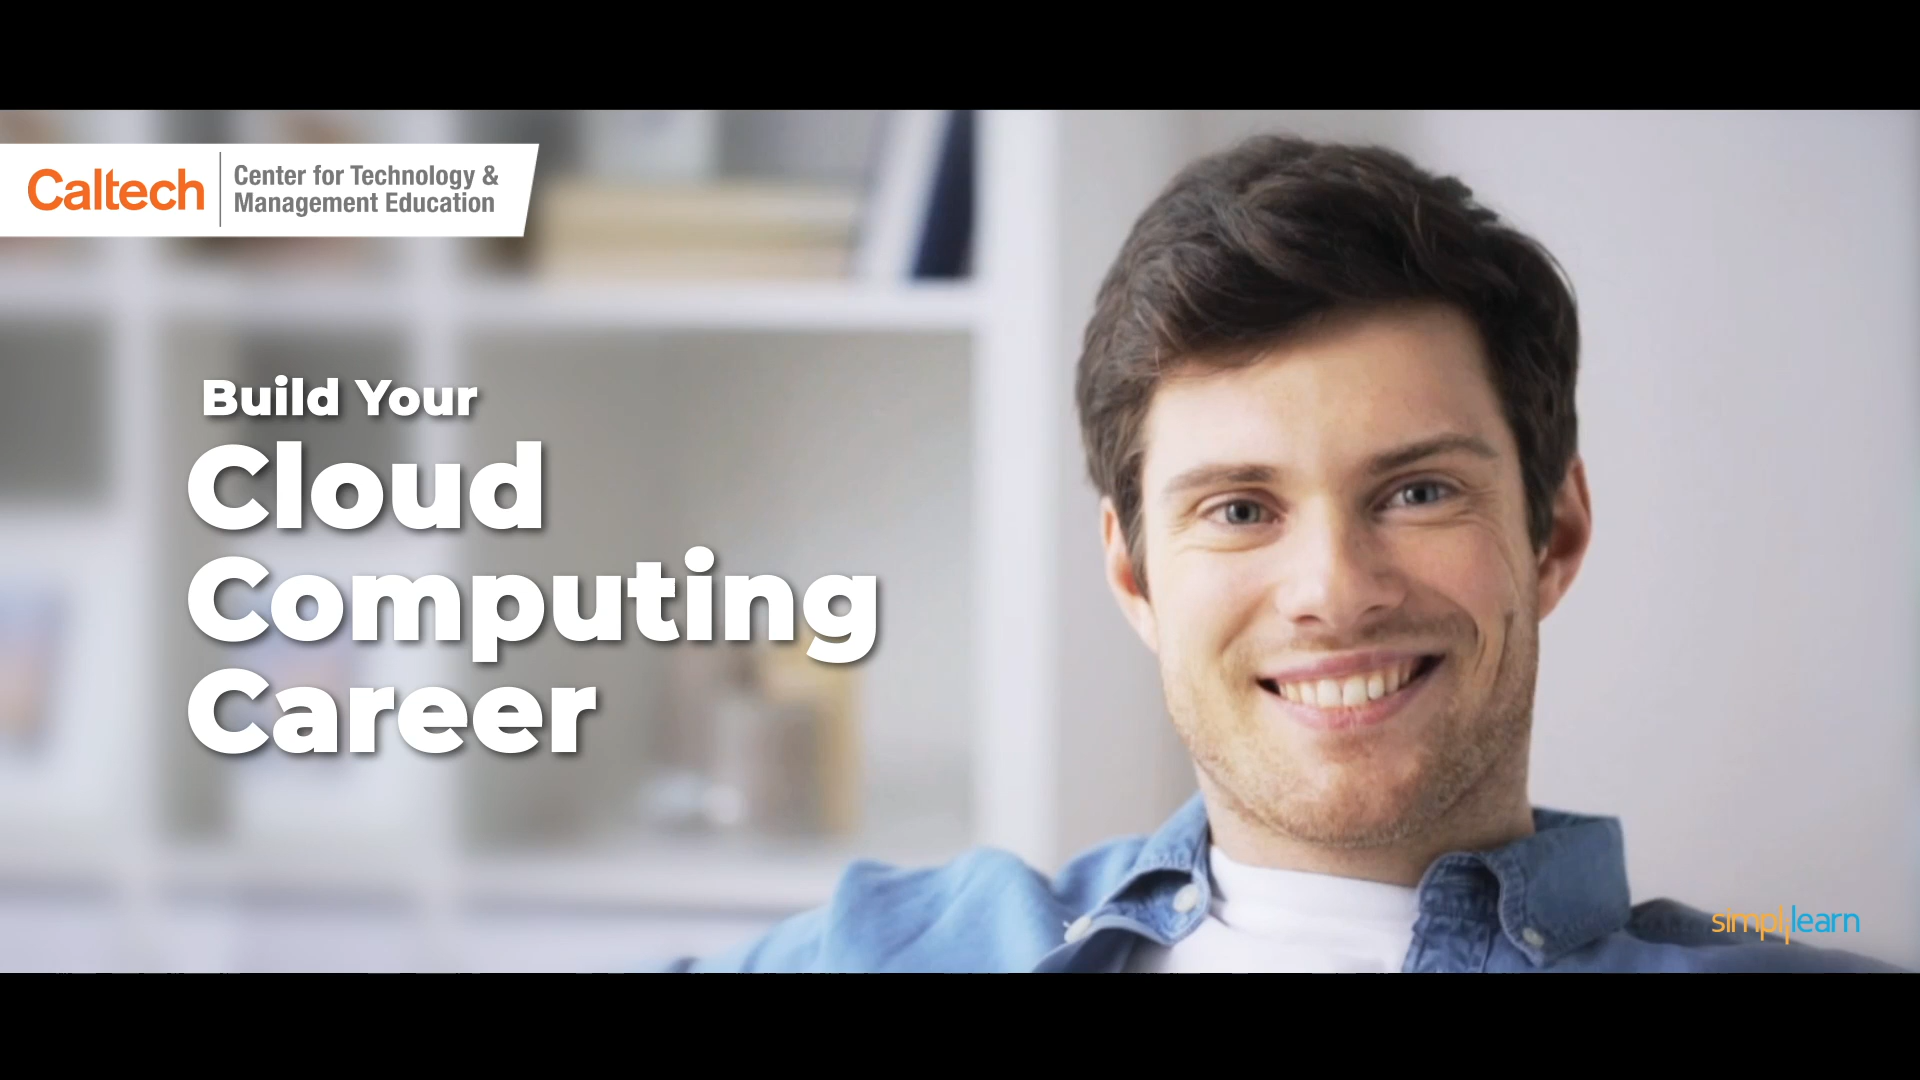 Caltech
Center for Technology &
Management Education
Build Your
Cloud
Computing
Career
simplilearn